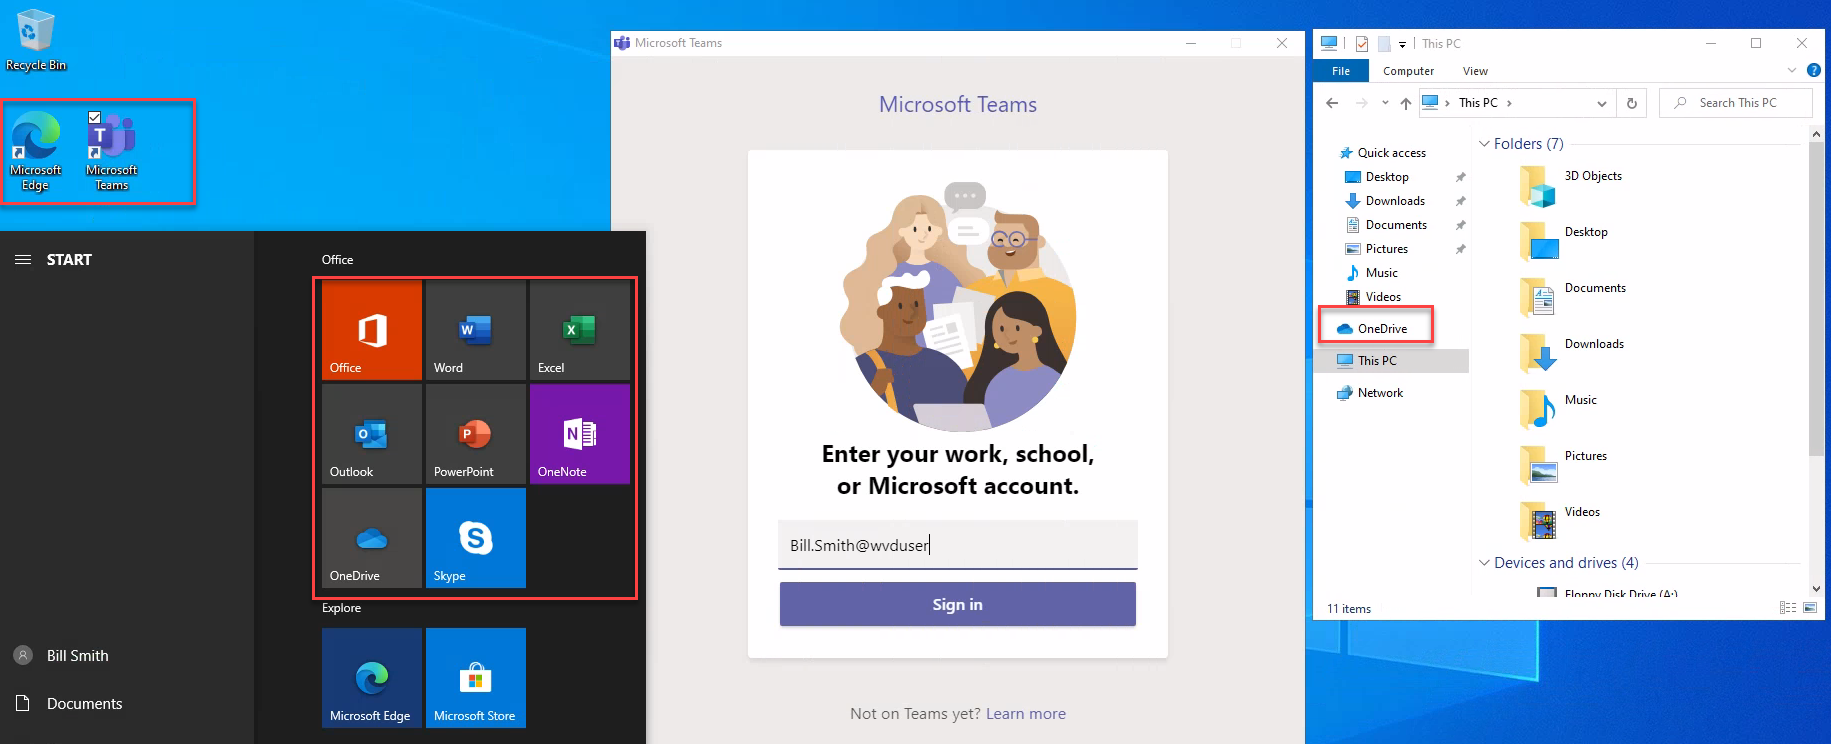 Recycle Bin
Microsoft
Edge
Microsoft
Teams
START
Bill Smith
Documents
Office
Office
Word
Excel
Outlook
PowerPoint
OneNote
OneDrive
Skype
Explore
Microsoft Edge
Microsoft Store
Microsoft Teams
Microsoft Teams
Enter your work, school,
or Microsoft account.
Bill.Smith@wvduser
Sign in
Not on Teams yet? Learn more
This PC
File
Computer
View
This PC
Search This PC
Quick access
Desktop
Downloads
Documents
Pictures
Music
Videos
OneDrive
This PC
Network
Folders (7)
3D Objects
Desktop
Documents
Downloads
Music
Pictures
Videos
Devices and drives (4)
Floppy Disk Drive (A:)
11 items